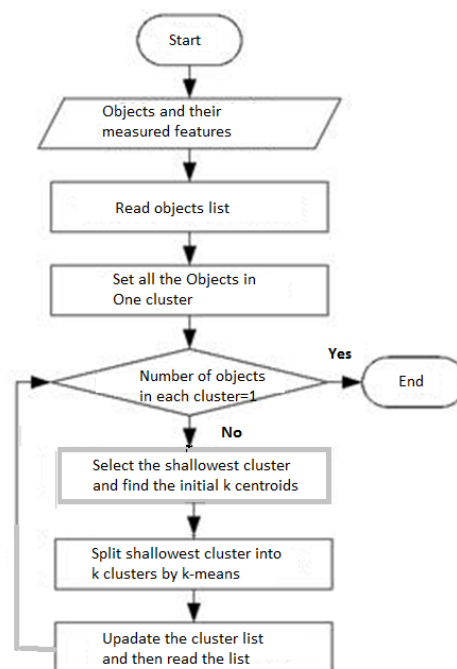 Start
Objects and their
measured features
Read objects list
Set all the Objects in
One cluster
Yes
Number of objects
in each cluster=1
End
No
Select the shallowest cluster
and find the initial k centroids
Split shallowest cluster into
k clusters by k-means
Upadate the cluster list
and then read the list